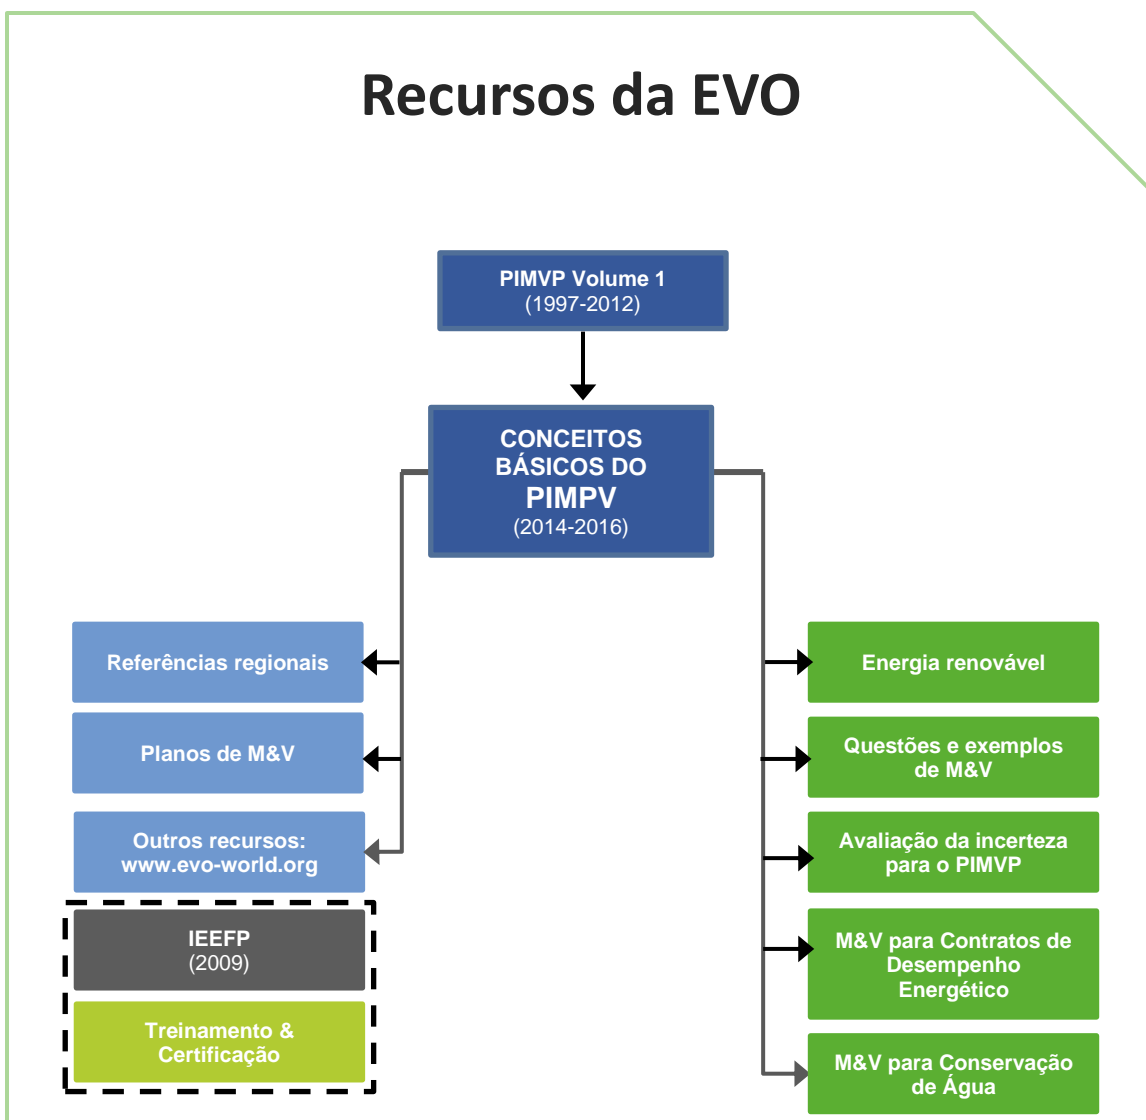 Recursos da EVO
PIMVP Volume 1
(1997-2012)
CONCEITOS
BÁSICOS DO
PIMPV
(2014-2016)
Referências regionais
Planos de M&V
Outros recursos:
www.evo-world.org
IEEFP
(2009)
Treinamento &
Certificação
Energia renovável
Questões e exemplos
de M&V
Avaliação da incerteza
para o PIMVP
M&V para Contratos de
Desempenho
Energético
M&V para Conservação
de Água